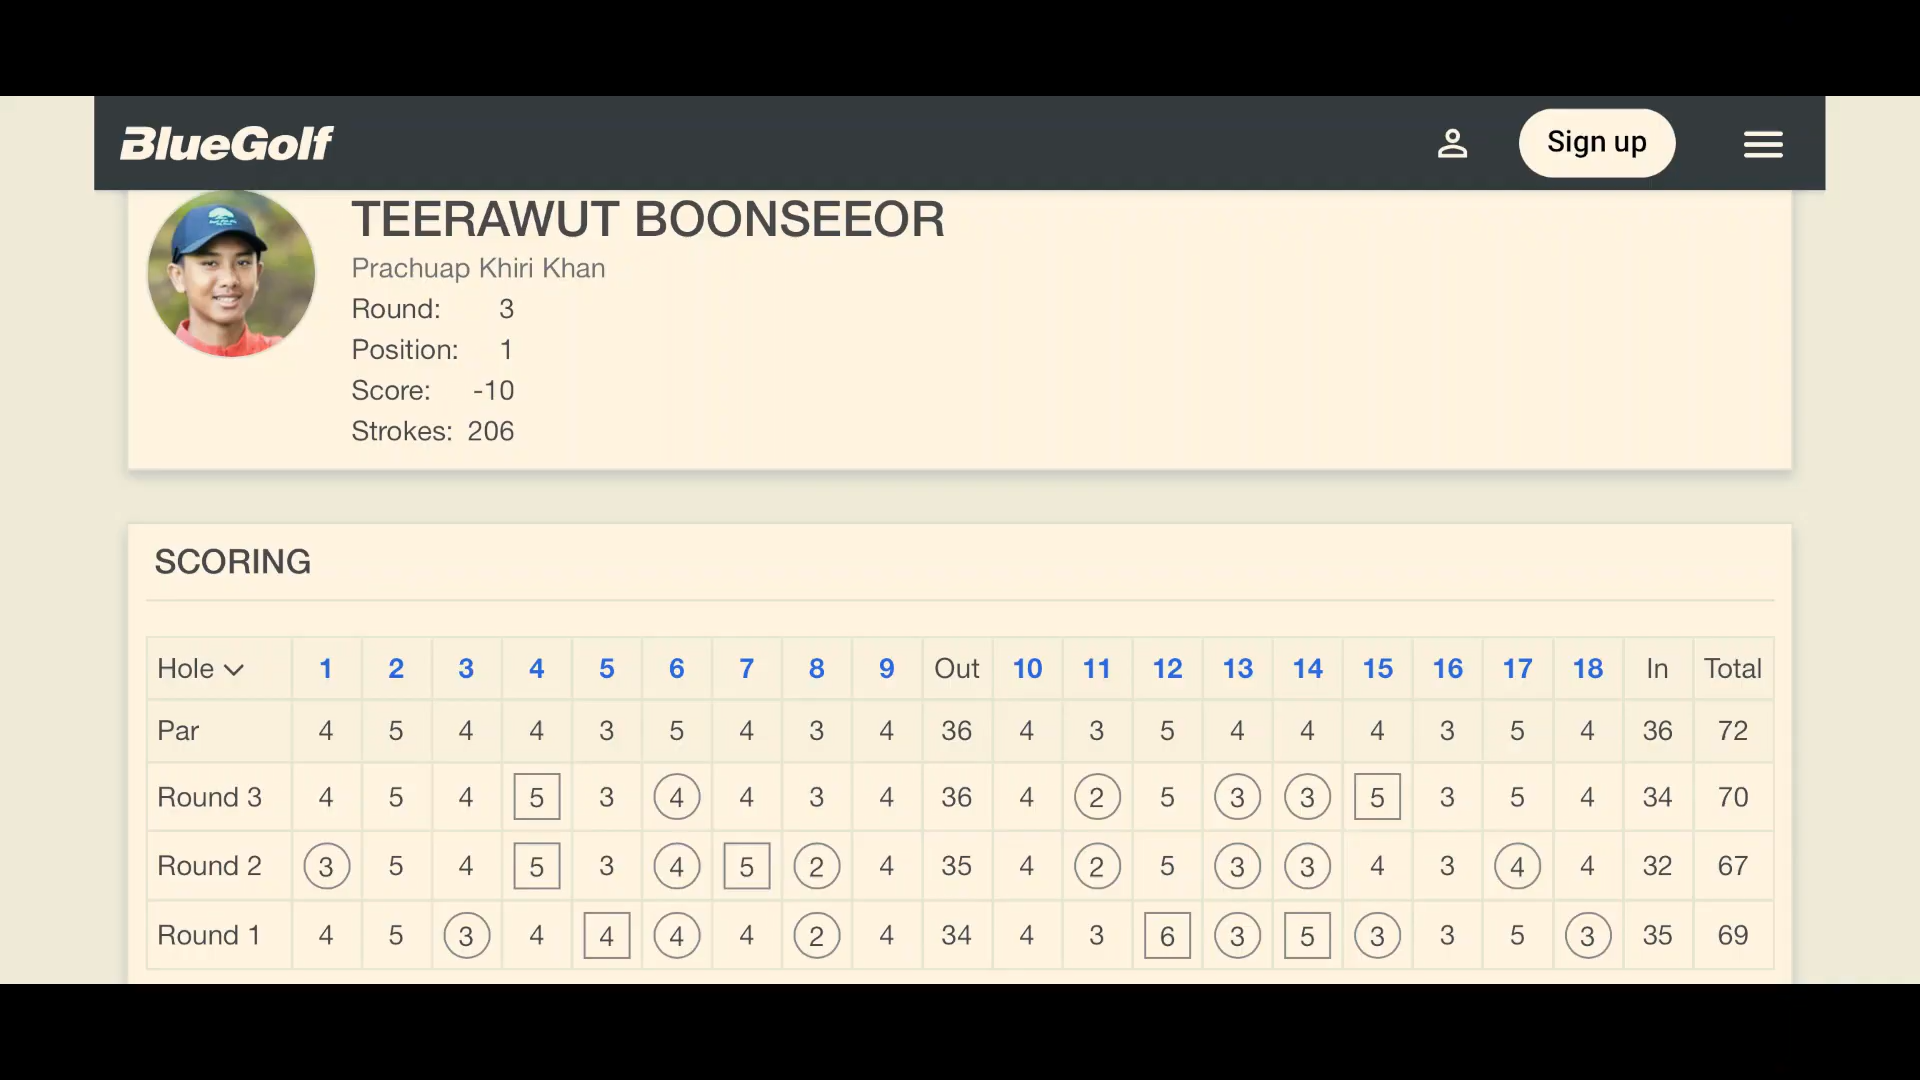 BlueGolf
Sign up
TEERAWUT BOONSEEOR
Prachuap Khiri Khan
Round: 3
Position: 1
Score: -10
Strokes: 206
SCORING
Hole 1 2 3 4 5 6 7 8 9 Out 10 11 12 13 14 15 16 17 18 In Total
Par 4 5 4 4 3 5 4 3 4 36 4 3 5 4 4 4 3 5 4 36 72
Round 3 4 5 4 5 3 4 4 3 4 36 4 2 5 3 3 5 3 5 4 34 70
Round 2 3 5 4 5 3 4 5 2 4 35 4 2 5 3 3 4 3 4 4 32 67
Round 1 4 5 3 4 4 4 4 2 4 34 4 3 6 3 5 3 3 5 3 35 69